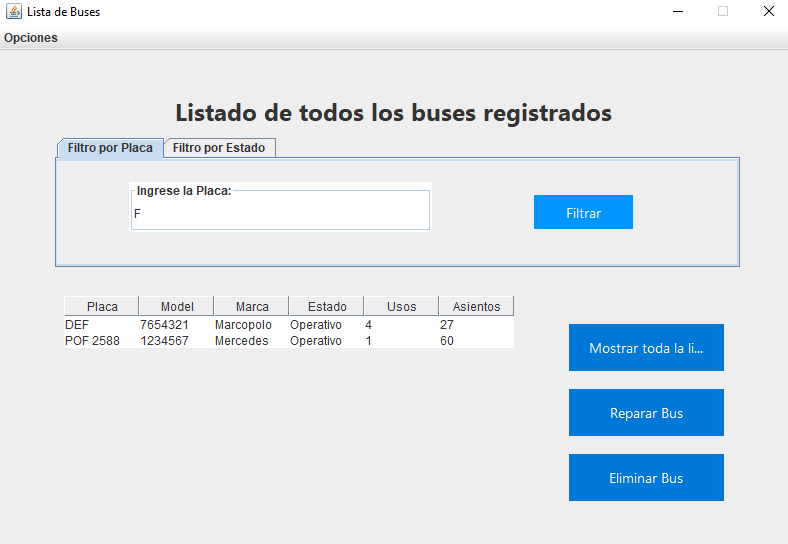 Lista de Buses
Opciones
Listado de todos los buses registrados
Filtro por Placa Filtro por Estado
Ingrese la Placa:
F
Filtrar
Placa Model Marca Estado Usos Asientos
DEF 7654321 Marcopolo Operativo 4 27
POF 2588 1234567 Mercedes Operativo 1 60
Mostrar toda la li...
Reparar Bus
Eliminar Bus